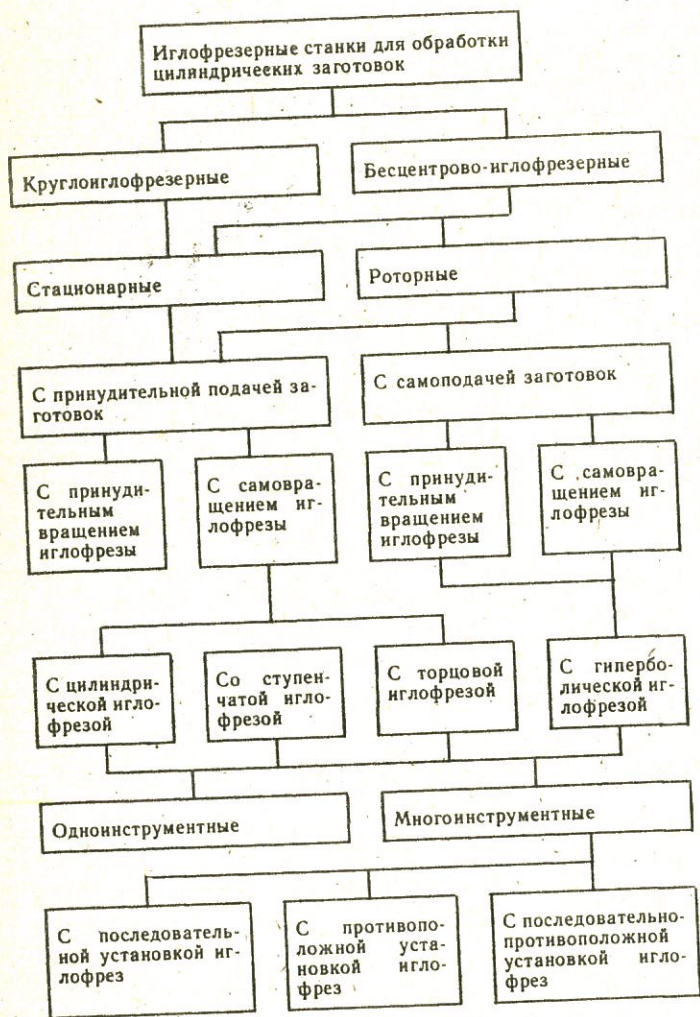 Иглофрезерные станки для обработки
цилиндричееких заготовок
Круглоиглофрезерные
Бесцентрово-иглофрезерные
Стационарные
Роторные
С принудительной подачей за-
готовок
С самоподачей заготовок
С принуди-
тельным
вращением
иглофрезы
С самовра-
щением иг-
лофрезы
С принуди-
тельным
вращением
иглофрезы
С самовра-
щением иг-
лофрезы
С цилиндри-
ческой игло-
фрезой
Со ступен-
чатой игло-
фрезой
С торцовой
иглофрезой
С гипербо-
лической иг-
лофрезой
Одноинструментные
Многоинструментные
С последователь-
ной установкой иг-
лофрез
С противопо-
ложной уста-
новкой игло-
фрез
С последовательно-
противоположной
установкой игло-
фрез